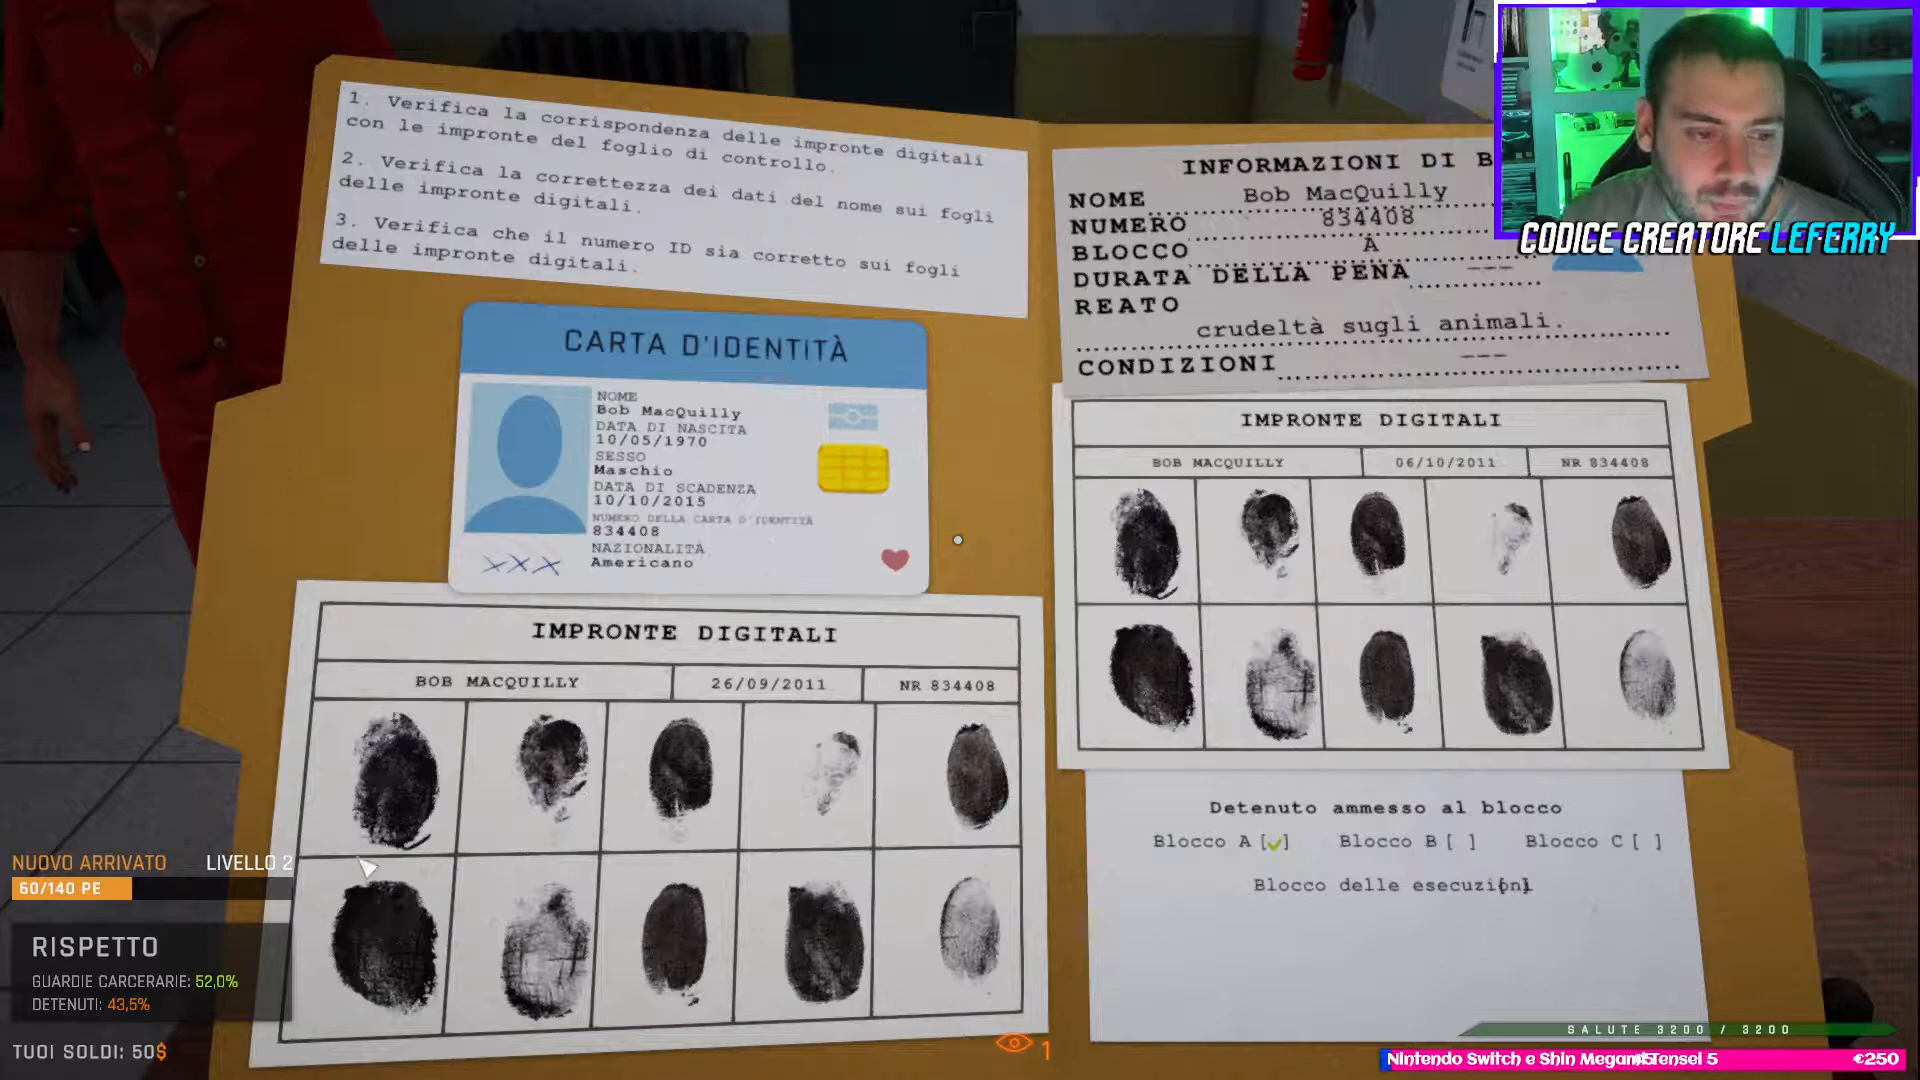 1. Verifica la corrispondenza delle impronte digitali
con le impronte del foglio di controllo.
2. Verifica la correttezza dei dati del nome sui fogli
delle impronte digitali.
3. Verifica che il numero ID sia corretto sui fogli
delle impronte digitali.
CARTA D'IDENTITÀ
NOME
Bob MacQuilly
DATA DI NASCITA
10/05/1970
SESSO
Maschio
DATA DI SCADENZA
10/10/2015
NUMERO DELLA CARTA D'IDENTITÀ
834408
NAZIONALITÀ
Americano
XXX
IMPRONTE DIGITALI
BOB MACQUILLY 26/09/2011 NR 834408
INFORMAZIONI DI B
NOME Bob MacQuilly
NUMERO 834408
BLOCCO A
DURATA DELLA PENA ---
REATO
crudeltà sugli animali.
CONDIZIONI ---
IMPRONTE DIGITALI
BOB MACQUILLY 06/10/2011 NR 834408
Detenuto ammesso al blocco
Blocco A [✓] Blocco B [ ] Blocco C [ ]
Blocco delle esecuzioni
CODICE CREATORE LEFERRY
NUOVO ARRIVATO LIVELLO 2
60/140 PE
RISPETTO
GUARDIE CARCERARIE: 52,0%
DETENUTI: 43,5%
TUOI SOLDI: 50$
1
SALUTE 3200 / 3200
Nintendo Switch e Shin Megami Tensei 5 €250